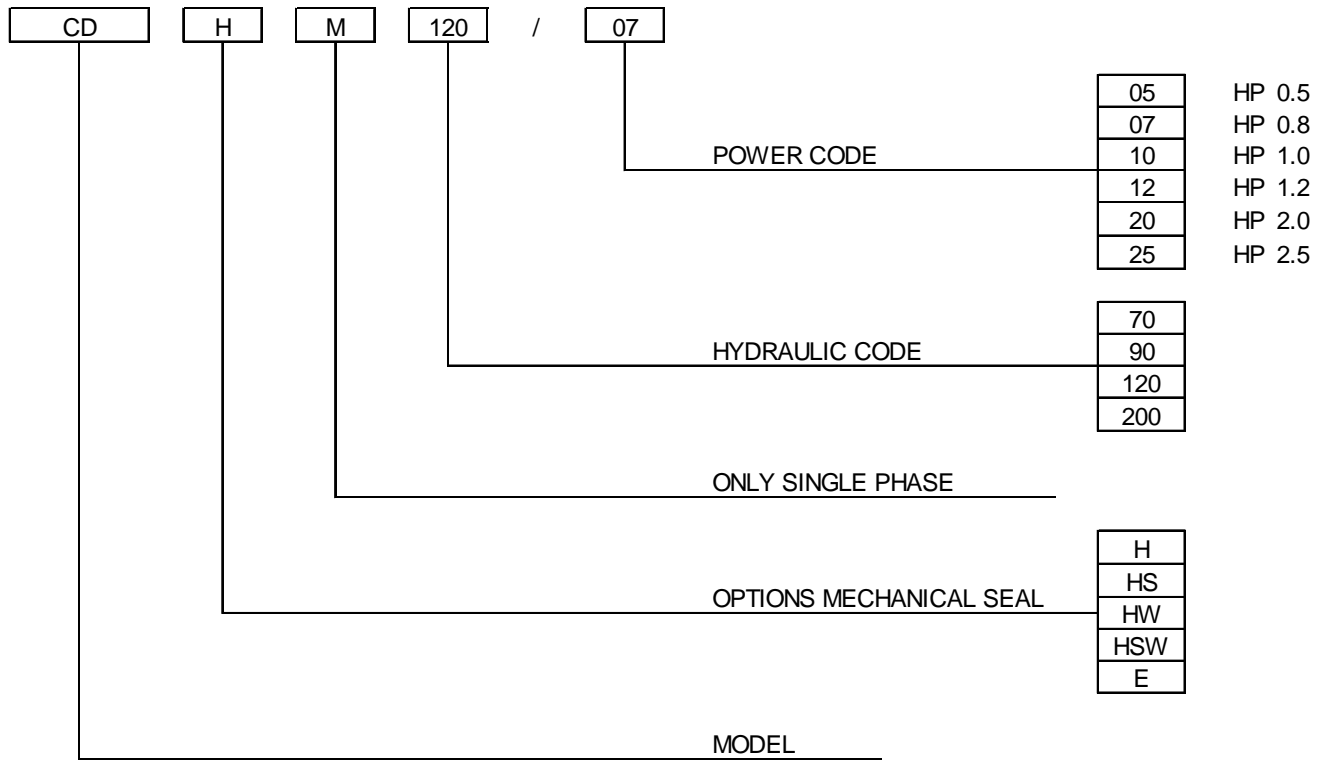 CD H M 120 / 07
05 HP 0.5
07 HP 0.8
POWER CODE 10 HP 1.0
12 HP 1.2
20 HP 2.0
25 HP 2.5
70
HYDRAULIC CODE 90
120
200
ONLY SINGLE PHASE
H
HS
OPTIONS MECHANICAL SEAL HW
HSW
E
MODEL